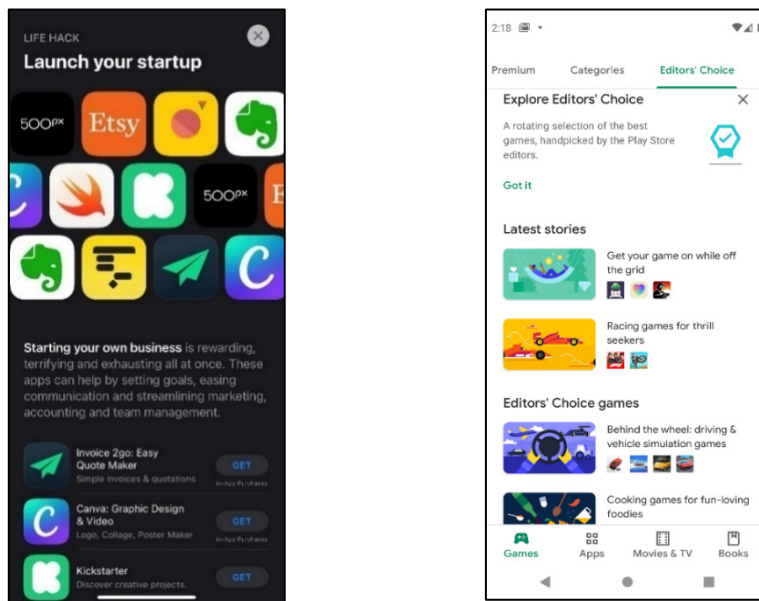 LIFE HACK
Launch your startup
500px
Etsy
500px
E
Starting your own business is rewarding,
terrifying and exhausting all at once. These
apps can help by setting goals, easing
communication and streamlining marketing,
accounting and team management.
Invoice 2go: Easy
Quote Maker
Simple invoices & quotations
GET
In-App Purchases
Canva: Graphic Design
& Video
Logo, Collage, Poster Maker
GET
In-App Purchases
Kickstarter
Discover creative projects.
GET
2:18
Premium Categories Editors' Choice
Explore Editors' Choice
A rotating selection of the best
games, handpicked by the Play Store
editors.
Got it
Latest stories
Get your game on while off
the grid
Racing games for thrill
seekers
Editors' Choice games
Behind the wheel: driving &
vehicle simulation games
Cooking games for fun-loving
foodies
Games Apps Movies & TV Books